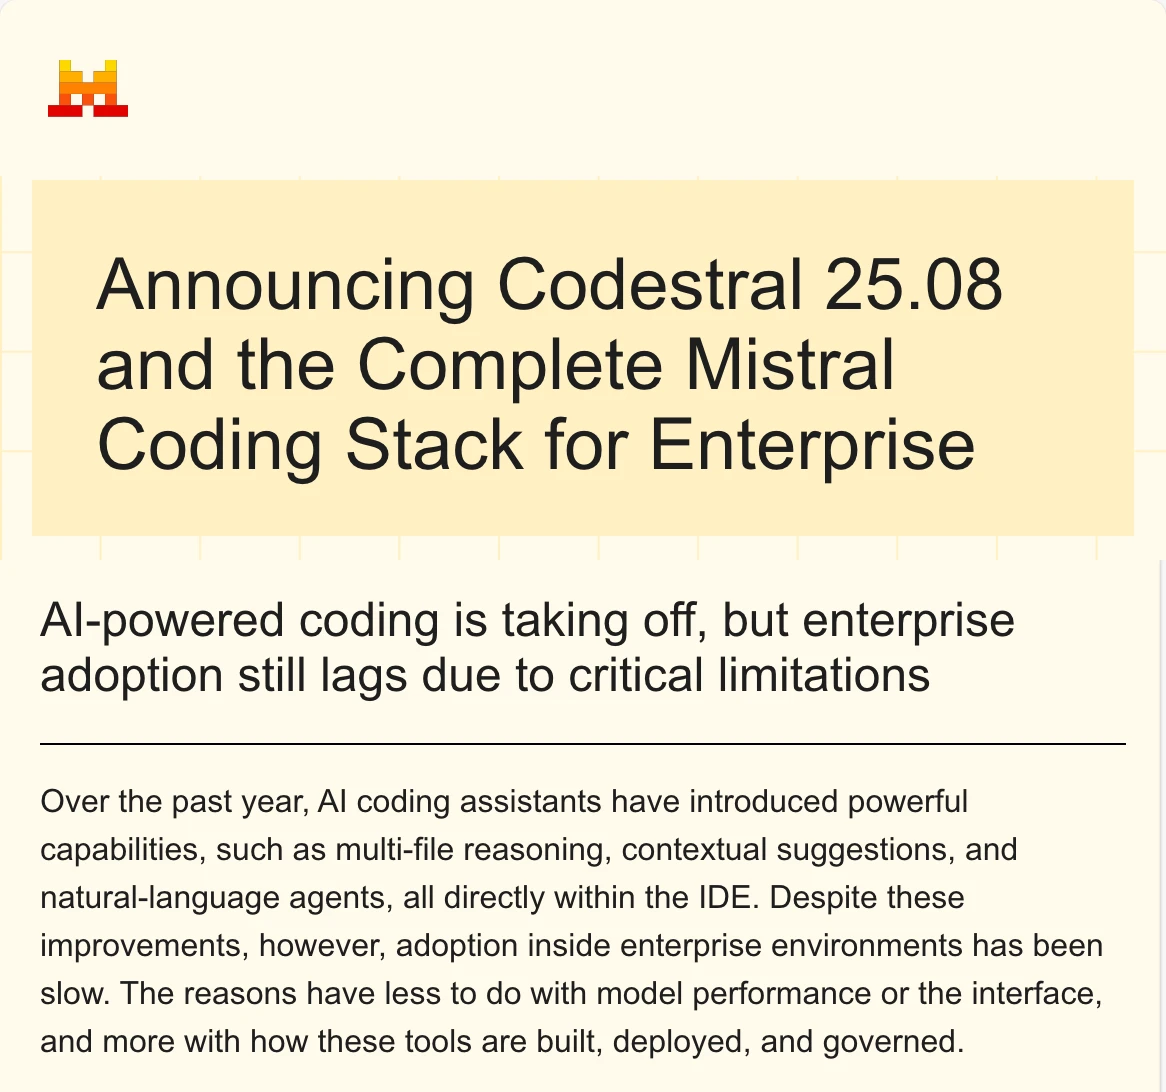 Announcing Codestral 25.08
and the Complete Mistral
Coding Stack for Enterprise
AI-powered coding is taking off, but enterprise
adoption still lags due to critical limitations
Over the past year, AI coding assistants have introduced powerful
capabilities, such as multi-file reasoning, contextual suggestions, and
natural-language agents, all directly within the IDE. Despite these
improvements, however, adoption inside enterprise environments has been
slow. The reasons have less to do with model performance or the interface,
and more with how these tools are built, deployed, and governed.